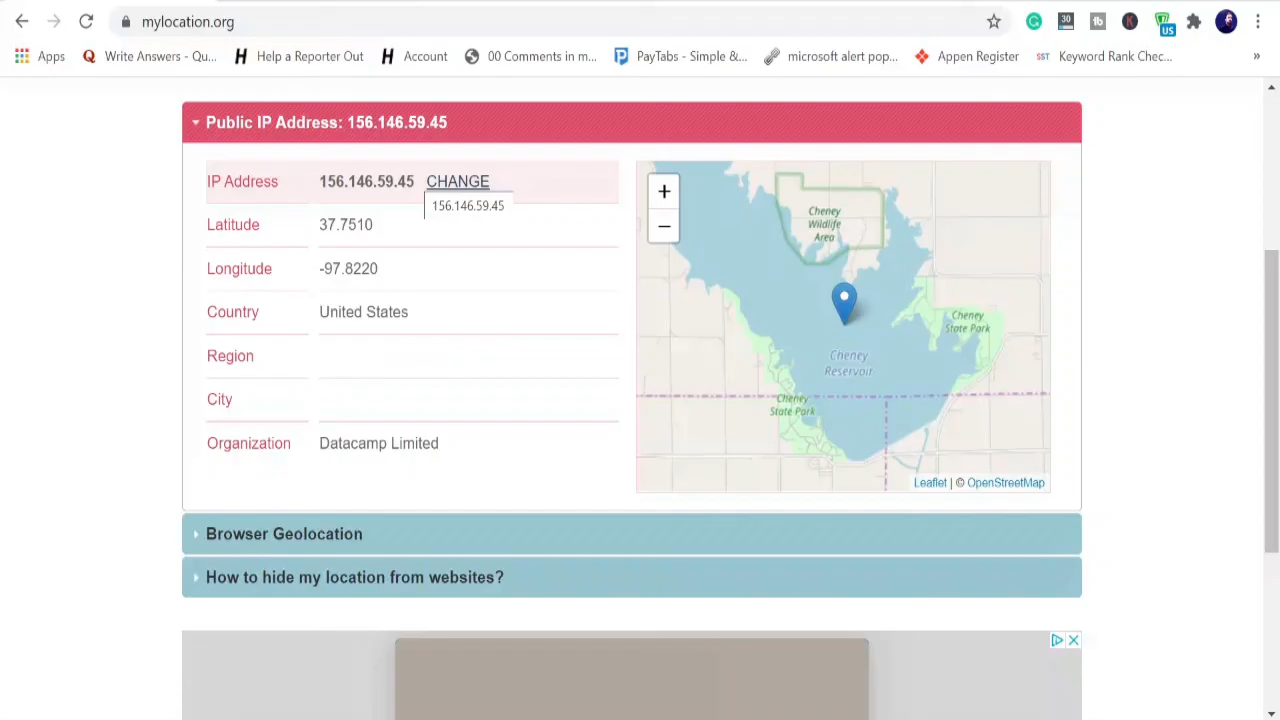 mylocation.org
30
tb
K
US
Apps
Q Write Answers - Qu...
H Help a Reporter Out
H Account
00 Comments in m...
P PayTabs - Simple &...
microsoft alert pop...
Appen Register
SST Keyword Rank Chec...
»
Public IP Address: 156.146.59.45
IP Address 156.146.59.45 CHANGE
156.146.59.45
Latitude 37.7510
Longitude -97.8220
Country United States
Region
City
Organization Datacamp Limited
+
−
Cheney
Wildlife
Area
Cheney
State Park
Cheney
Reservoir
Cheney
State Park
Leaflet | © OpenStreetMap
Browser Geolocation
How to hide my location from websites?